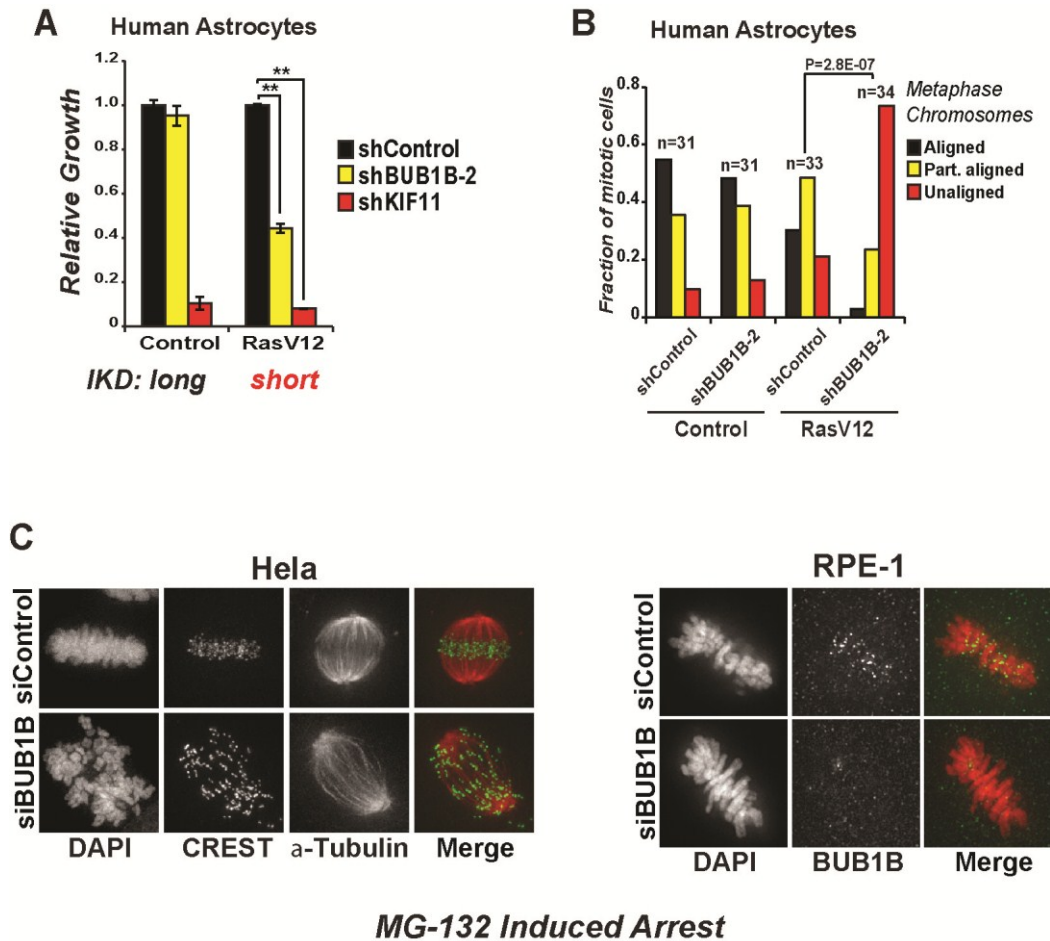 A
Human Astrocytes
Relative Growth
1.2
1.0
0.8
0.6
0.4
0.2
0
**
**
shControl
shBUB1B-2
shKIF11
Control
RasV12
IKD: long
short
B
Human Astrocytes
Fraction of mitotic cells
0.8
0.6
0.4
0.2
0
P=2.8E-07
n=31
n=31
n=33
n=34
Metaphase
Chromosomes
Aligned
Part. aligned
Unaligned
shControl
shBUB1B-2
shControl
shBUB1B-2
Control
RasV12
C
Hela
siControl
siBUB1B
DAPI
CREST
a-Tubulin
Merge
RPE-1
siControl
siBUB1B
DAPI
BUB1B
Merge
MG-132 Induced Arrest